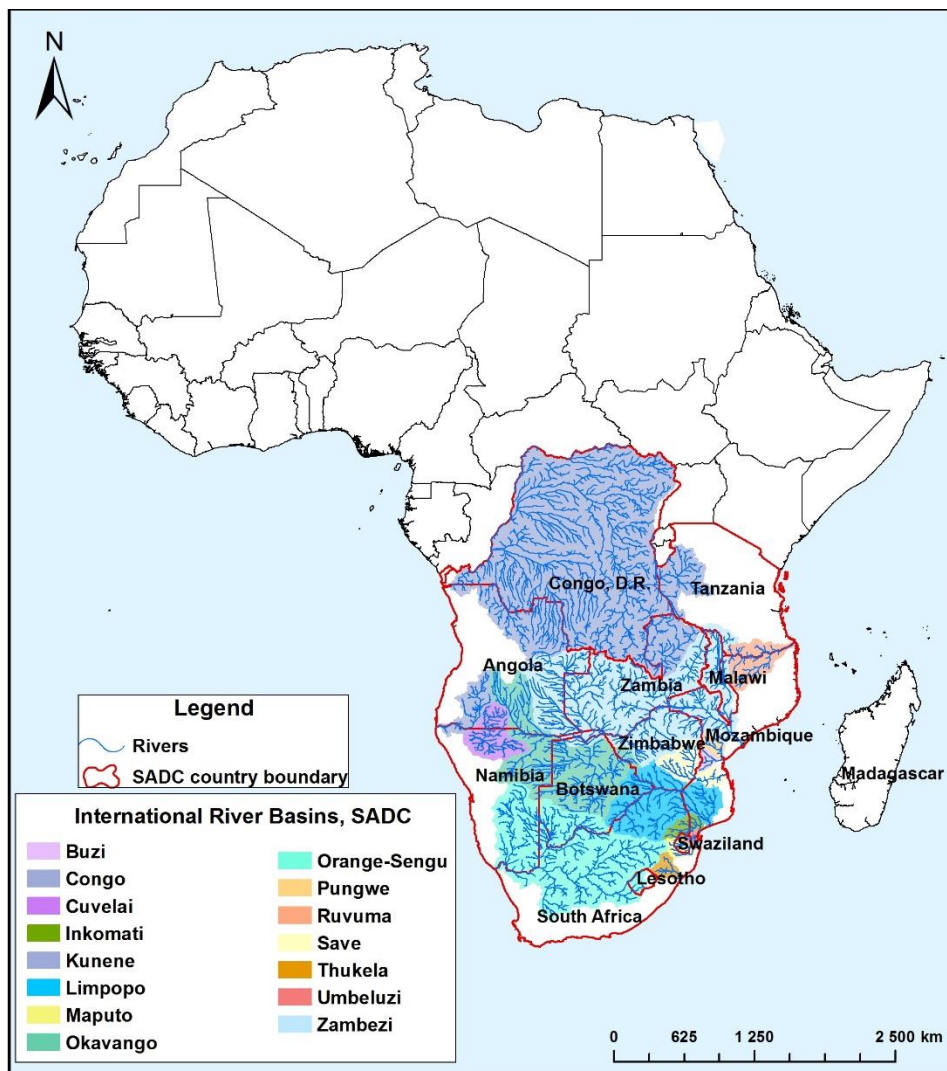 N
Congo, D.R.
Tanzania
Angola
Zambia
Malawi
Zimbabwe
Mozambique
Namibia
Botswana
Madagascar
Swaziland
Lesotho
South Africa
Legend
Rivers
SADC country boundary
International River Basins, SADC
Buzi
Congo
Cuvelai
Inkomati
Kunene
Limpopo
Maputo
Okavango
Orange-Sengu
Pungwe
Ruvuma
Save
Thukela
Umbeluzi
Zambezi
0 625 1 250 2 500 km